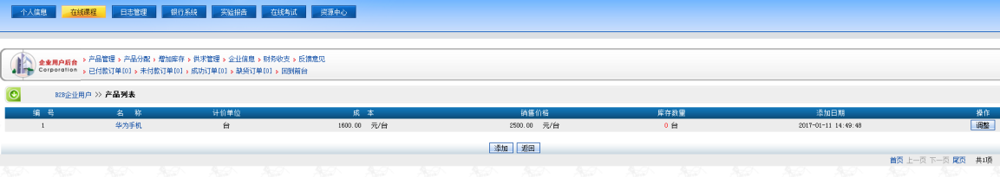 个人信息 在线课程 日志管理 银行系统 实验报告 在线考试 资源中心
企业用户后台 > 产品管理 > 产品分配 > 增加库存 > 供求管理 > 企业信息 > 财务收支 > 反馈意见
Corporation > 已付款订单[0] > 未付款订单[0] > 成功订单[0] > 缺货订单[0] > 回到前台
B2B企业用户 >> 产品列表
编 号 名 称 计价单位 成 本 销售价格 库存数量 添加日期 操作
1 华为手机 台 1600.00 元/台 2500.00 元/台 0 台 2017-01-11 14:49:48 调整
添加 返回
首页 上一页 下一页 尾页 共1项